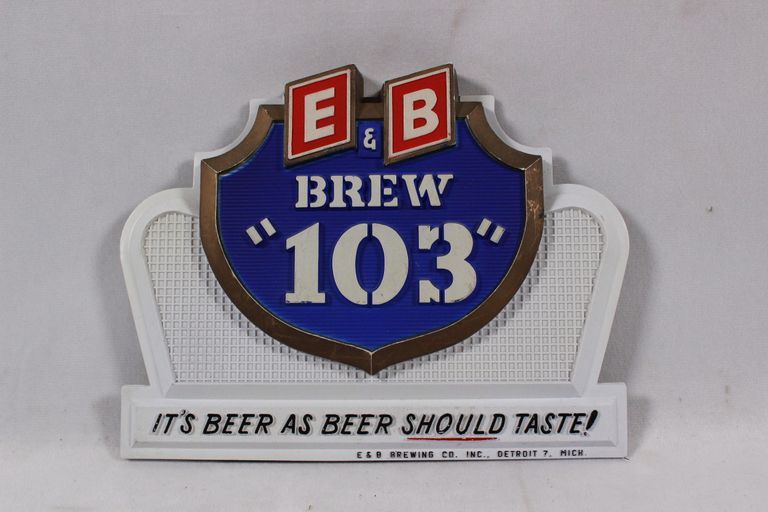 E & B
BREW
"103"
IT'S BEER AS BEER SHOULD TASTE!
E & B BREWING CO. INC., DETROIT 7, MICH.